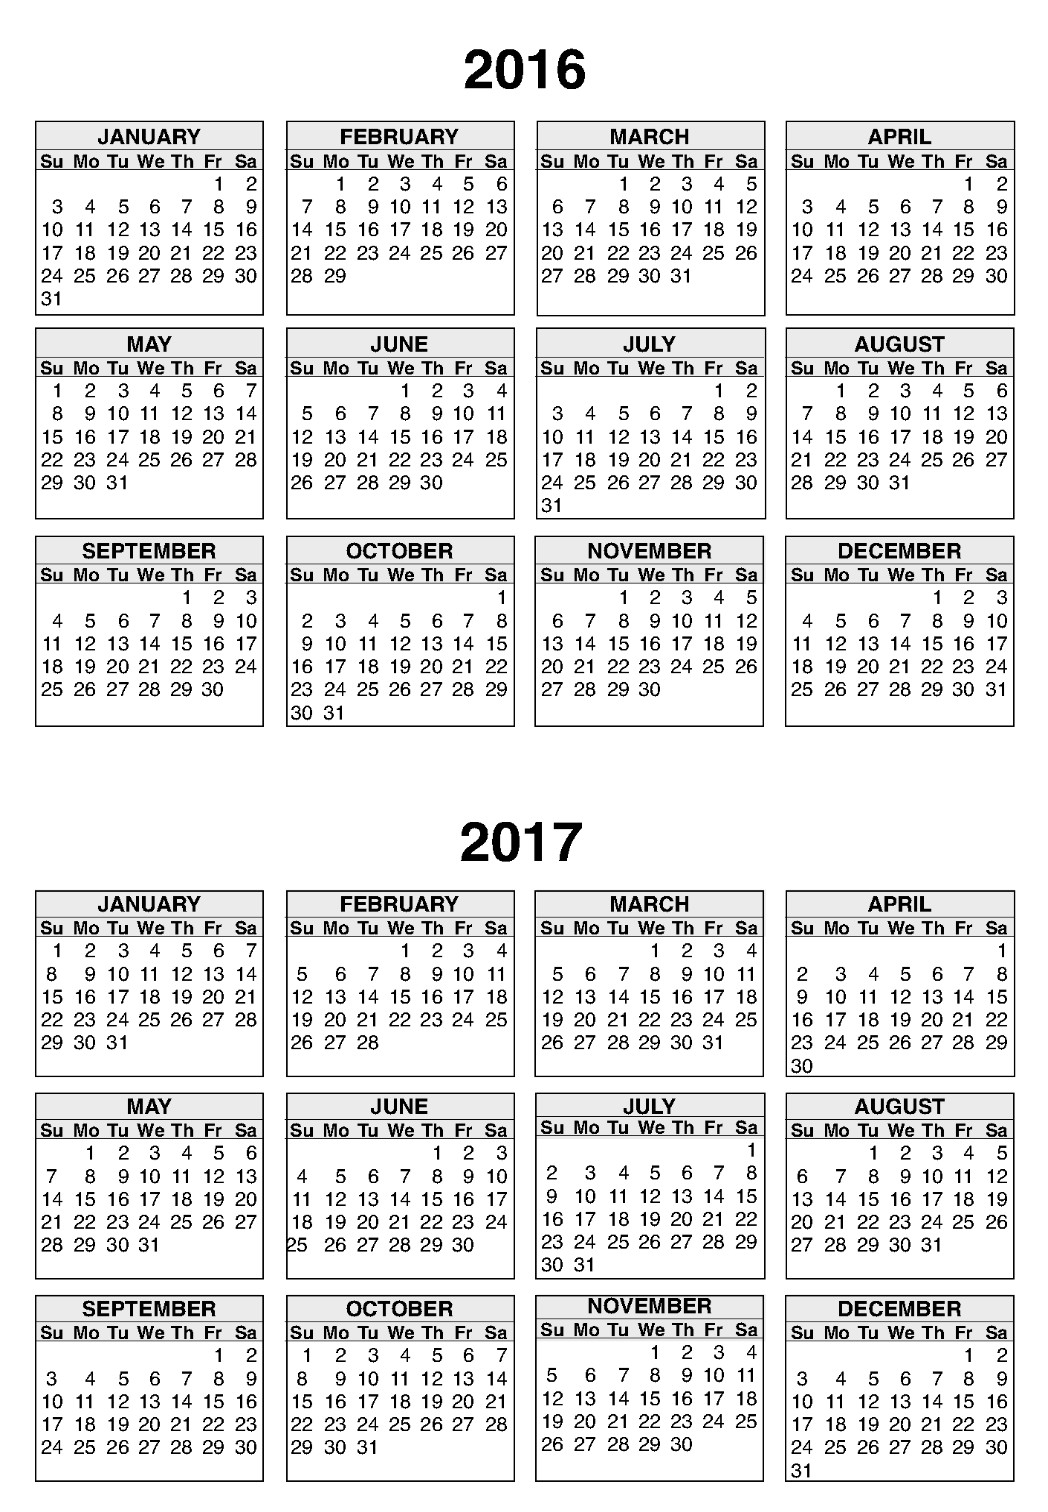 2016
JANUARY
Su Mo Tu We Th Fr Sa
1 2
3 4 5 6 7 8 9
10 11 12 13 14 15 16
17 18 19 20 21 22 23
24 25 26 27 28 29 30
31
FEBRUARY
Su Mo Tu We Th Fr Sa
1 2 3 4 5 6
7 8 9 10 11 12 13
14 15 16 17 18 19 20
21 22 23 24 25 26 27
28 29
MARCH
Su Mo Tu We Th Fr Sa
1 2 3 4 5
6 7 8 9 10 11 12
13 14 15 16 17 18 19
20 21 22 23 24 25 26
27 28 29 30 31
APRIL
Su Mo Tu We Th Fr Sa
1 2
3 4 5 6 7 8 9
10 11 12 13 14 15 16
17 18 19 20 21 22 23
24 25 26 27 28 29 30
MAY
Su Mo Tu We Th Fr Sa
1 2 3 4 5 6 7
8 9 10 11 12 13 14
15 16 17 18 19 20 21
22 23 24 25 26 27 28
29 30 31
JUNE
Su Mo Tu We Th Fr Sa
1 2 3 4
5 6 7 8 9 10 11
12 13 14 15 16 17 18
19 20 21 22 23 24 25
26 27 28 29 30
JULY
Su Mo Tu We Th Fr Sa
1 2
3 4 5 6 7 8 9
10 11 12 13 14 15 16
17 18 19 20 21 22 23
24 25 26 27 28 29 30
31
AUGUST
Su Mo Tu We Th Fr Sa
1 2 3 4 5 6
7 8 9 10 11 12 13
14 15 16 17 18 19 20
21 22 23 24 25 26 27
28 29 30 31
SEPTEMBER
Su Mo Tu We Th Fr Sa
1 2 3
4 5 6 7 8 9 10
11 12 13 14 15 16 17
18 19 20 21 22 23 24
25 26 27 28 29 30
OCTOBER
Su Mo Tu We Th Fr Sa
1
2 3 4 5 6 7 8
9 10 11 12 13 14 15
16 17 18 19 20 21 22
23 24 25 26 27 28 29
30 31
NOVEMBER
Su Mo Tu We Th Fr Sa
1 2 3 4 5
6 7 8 9 10 11 12
13 14 15 16 17 18 19
20 21 22 23 24 25 26
27 28 29 30
DECEMBER
Su Mo Tu We Th Fr Sa
1 2 3
4 5 6 7 8 9 10
11 12 13 14 15 16 17
18 19 20 21 22 23 24
25 26 27 28 29 30 31
2017
JANUARY
Su Mo Tu We Th Fr Sa
1 2 3 4 5 6 7
8 9 10 11 12 13 14
15 16 17 18 19 20 21
22 23 24 25 26 27 28
29 30 31
FEBRUARY
Su Mo Tu We Th Fr Sa
1 2 3 4
5 6 7 8 9 10 11
12 13 14 15 16 17 18
19 20 21 22 23 24 25
26 27 28
MARCH
Su Mo Tu We Th Fr Sa
1 2 3 4
5 6 7 8 9 10 11
12 13 14 15 16 17 18
19 20 21 22 23 24 25
26 27 28 29 30 31
APRIL
Su Mo Tu We Th Fr Sa
1
2 3 4 5 6 7 8
9 10 11 12 13 14 15
16 17 18 19 20 21 22
23 24 25 26 27 28 29
30
MAY
Su Mo Tu We Th Fr Sa
1 2 3 4 5 6
7 8 9 10 11 12 13
14 15 16 17 18 19 20
21 22 23 24 25 26 27
28 29 30 31
JUNE
Su Mo Tu We Th Fr Sa
1 2 3
4 5 6 7 8 9 10
11 12 13 14 15 16 17
18 19 20 21 22 23 24
25 26 27 28 29 30
JULY
Su Mo Tu We Th Fr Sa
1
2 3 4 5 6 7 8
9 10 11 12 13 14 15
16 17 18 19 20 21 22
23 24 25 26 27 28 29
30 31
AUGUST
Su Mo Tu We Th Fr Sa
1 2 3 4 5
6 7 8 9 10 11 12
13 14 15 16 17 18 19
20 21 22 23 24 25 26
27 28 29 30 31
SEPTEMBER
Su Mo Tu We Th Fr Sa
1 2
3 4 5 6 7 8 9
10 11 12 13 14 15 16
17 18 19 20 21 22 23
24 25 26 27 28 29 30
OCTOBER
Su Mo Tu We Th Fr Sa
1 2 3 4 5 6 7
8 9 10 11 12 13 14
15 16 17 18 19 20 21
22 23 24 25 26 27 28
29 30 31
NOVEMBER
Su Mo Tu We Th Fr Sa
1 2 3 4
5 6 7 8 9 10 11
12 13 14 15 16 17 18
19 20 21 22 23 24 25
26 27 28 29 30
DECEMBER
Su Mo Tu We Th Fr Sa
1 2
3 4 5 6 7 8 9
10 11 12 13 14 15 16
17 18 19 20 21 22 23
24 25 26 27 28 29 30
31